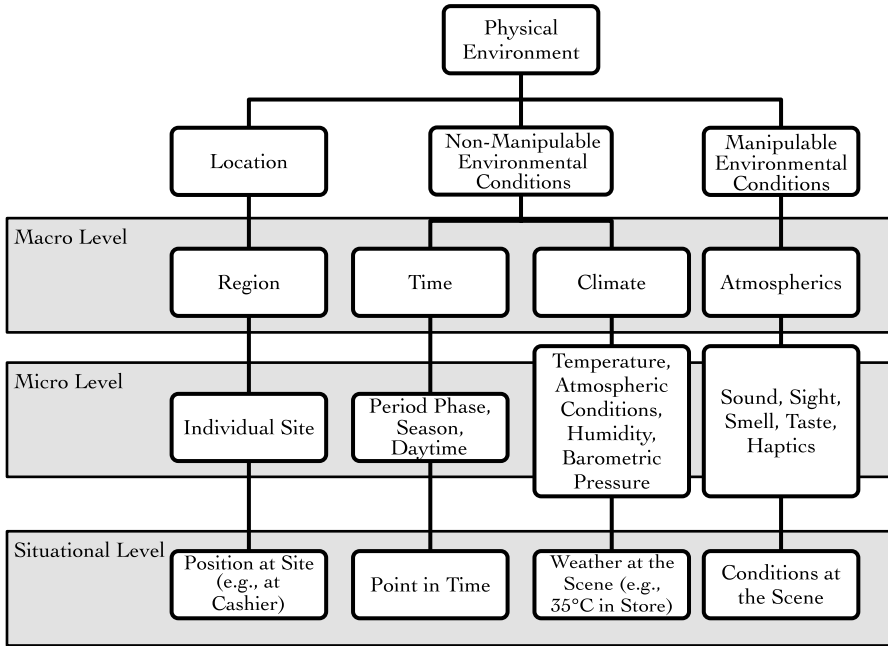 Physical
Environment
Location
Non-Manipulable
Environmental
Conditions
Manipulable
Environmental
Conditions
Macro Level
Region
Time
Climate
Atmospherics
Micro Level
Individual Site
Period Phase,
Season,
Daytime
Temperature,
Atmospheric
Conditions,
Humidity,
Barometric
Pressure
Sound, Sight,
Smell, Taste,
Haptics
Situational Level
Position at Site
(e.g., at
Cashier)
Point in Time
Weather at the
Scene (e.g.,
35°C in Store)
Conditions at
the Scene